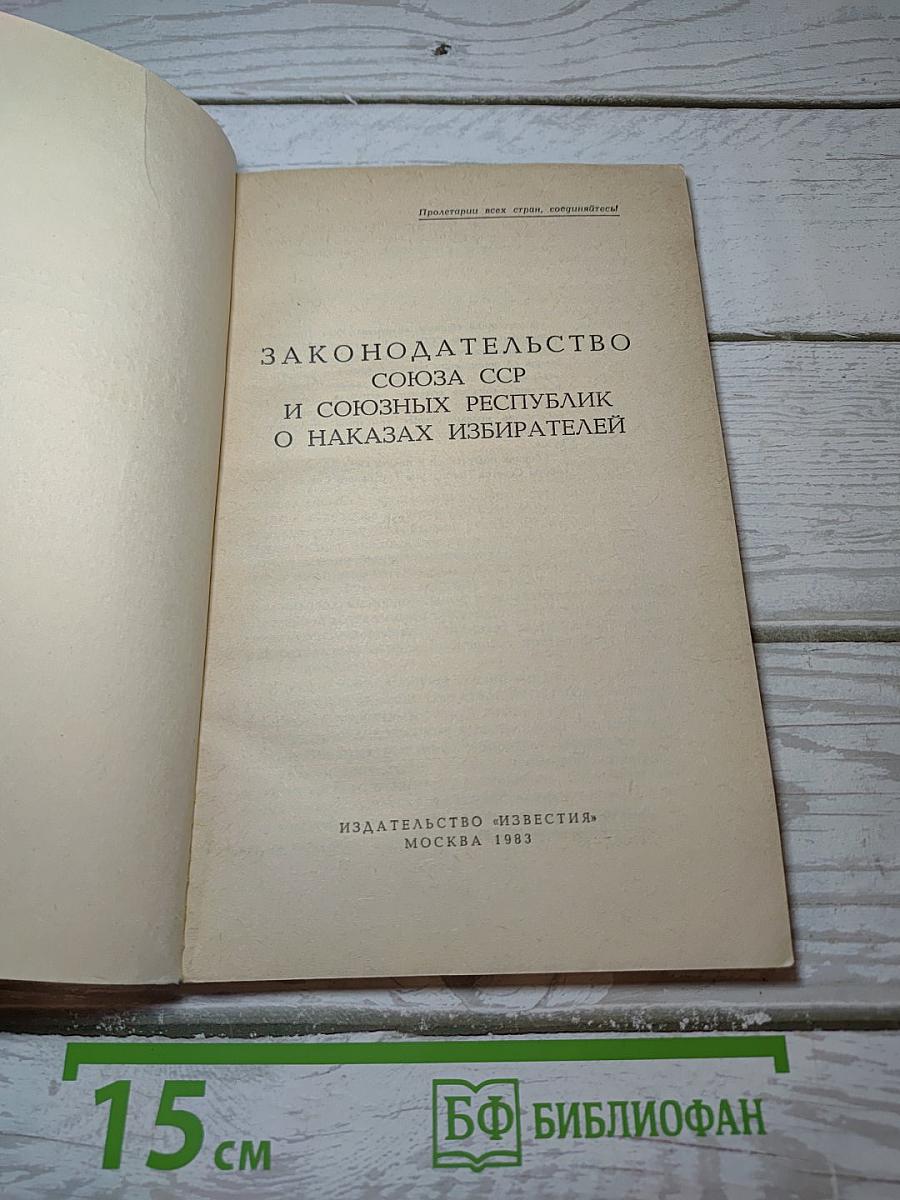 Пролетарии всех стран, соединяйтесь!
ЗАКОНОДАТЕЛЬСТВО
СОЮЗА ССР
И СОЮЗНЫХ РЕСПУБЛИК
О НАКАЗАХ ИЗБИРАТЕЛЕЙ
ИЗДАТЕЛЬСТВО «ИЗВЕСТИЯ»
МОСКВА 1983
15 см
БФ БИБЛИОФАН